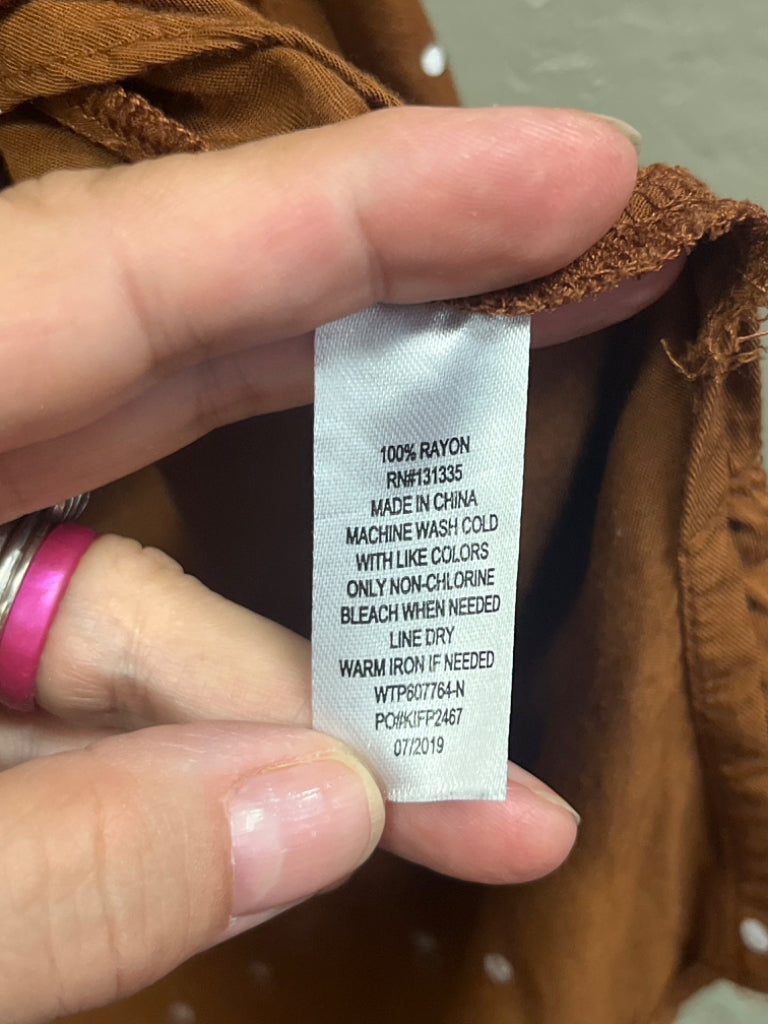 100% RAYON
RN#131335
MADE IN CHINA
MACHINE WASH COLD
WITH LIKE COLORS
ONLY NON-CHLORINE
BLEACH WHEN NEEDED
LINE DRY
WARM IRON IF NEEDED
WTP607764-N
PO#KIFP2467
07/2019